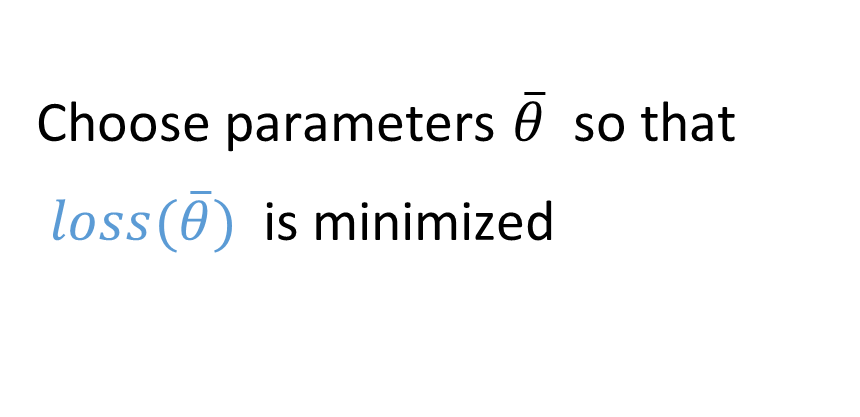 Choose parameters θ̄ so that
loss(θ̄) is minimized